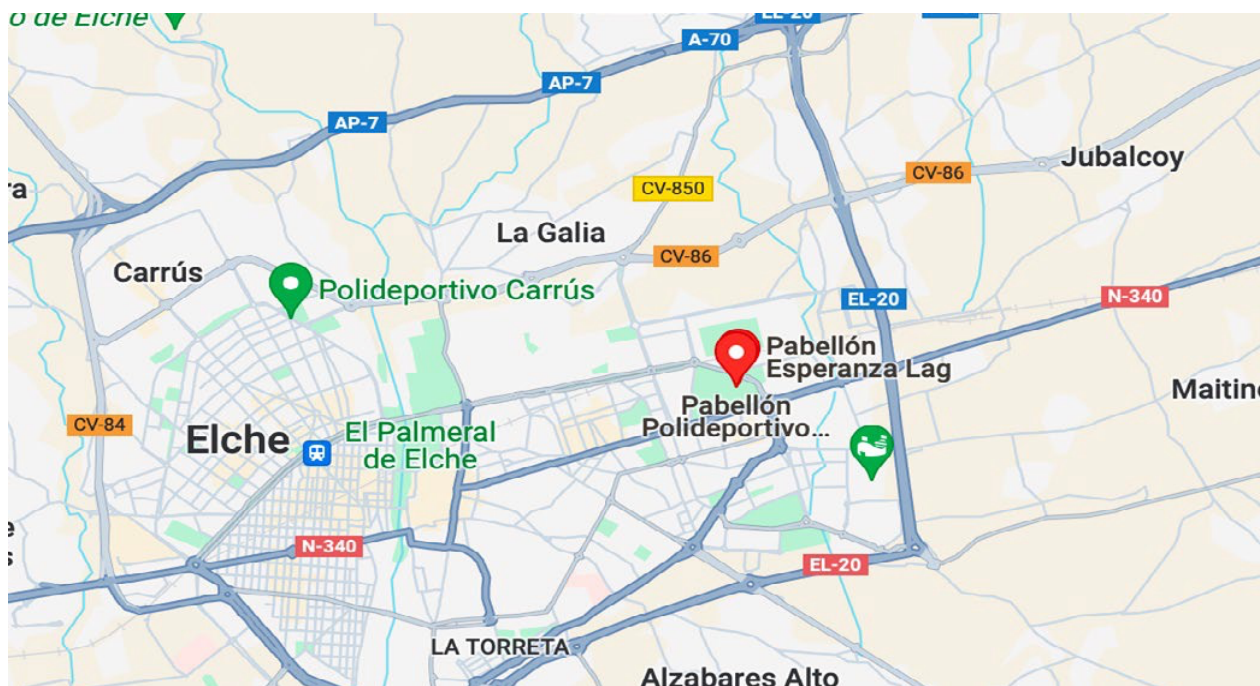 o de Elche
EL-20
A-70
AP-7
AP-7
Jubalcoy
CV-86
CV-850
ra
La Galia
CV-86
Carrús
Polideportivo Carrús
EL-20
N-340
Pabellón
Esperanza Lag
Maitino
Pabellón
Polideportivo...
CV-84
Elche
El Palmeral
de Elche
N-340
EL-20
LA TORRETA
Alzabares Alto